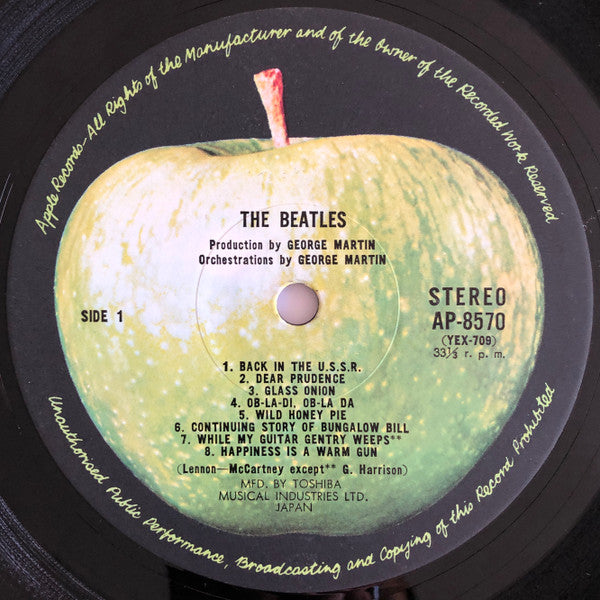 Apple Records—All Rights of the Manufacturer and of the Owner of the Recorded Work Reserved
THE BEATLES
Production by GEORGE MARTIN
Orchestrations by GEORGE MARTIN
SIDE 1
STEREO
AP-8570
(YEX-709)
33⅓ r. p. m.
1. BACK IN THE U.S.S.R.
2. DEAR PRUDENCE
3. GLASS ONION
4. OB-LA-DI, OB-LA DA
5. WILD HONEY PIE
6. CONTINUING STORY OF BUNGALOW BILL
7. WHILE MY GUITAR GENTRY WEEPS**
8. HAPPINESS IS A WARM GUN
(Lennon—McCartney except** G. Harrison)
MFD. BY TOSHIBA
MUSICAL INDUSTRIES LTD.
JAPAN
Unauthorised Public Performance, Broadcasting and Copying of this Record Prohibited